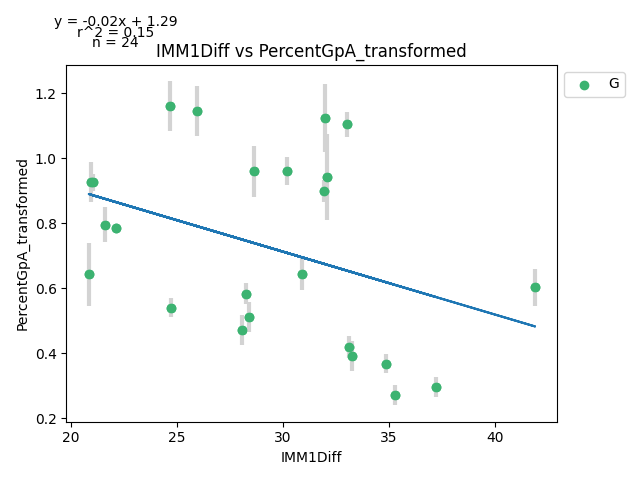 y = -0.02x + 1.29
r^2 = 0.15
n = 24
IMM1Diff vs PercentGpA_transformed
G
1.2
1.0
0.8
0.6
0.4
0.2
PercentGpA_transformed
20 25 30 35 40
IMM1Diff